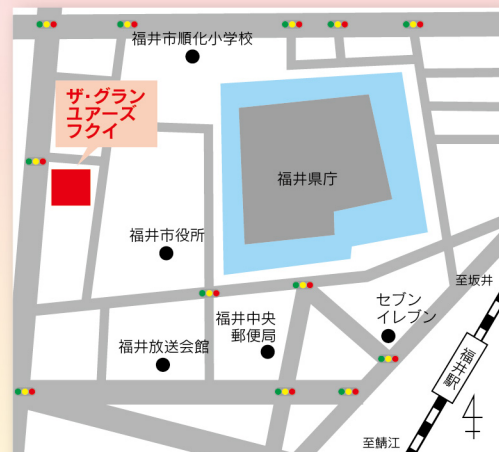 福井市順化小学校
ザ・グラン
ユアーズ
フクイ
福井県庁
福井市役所
至坂井
セブン
イレブン
福井中央
郵便局
福井放送会館
福井駅
至鯖江